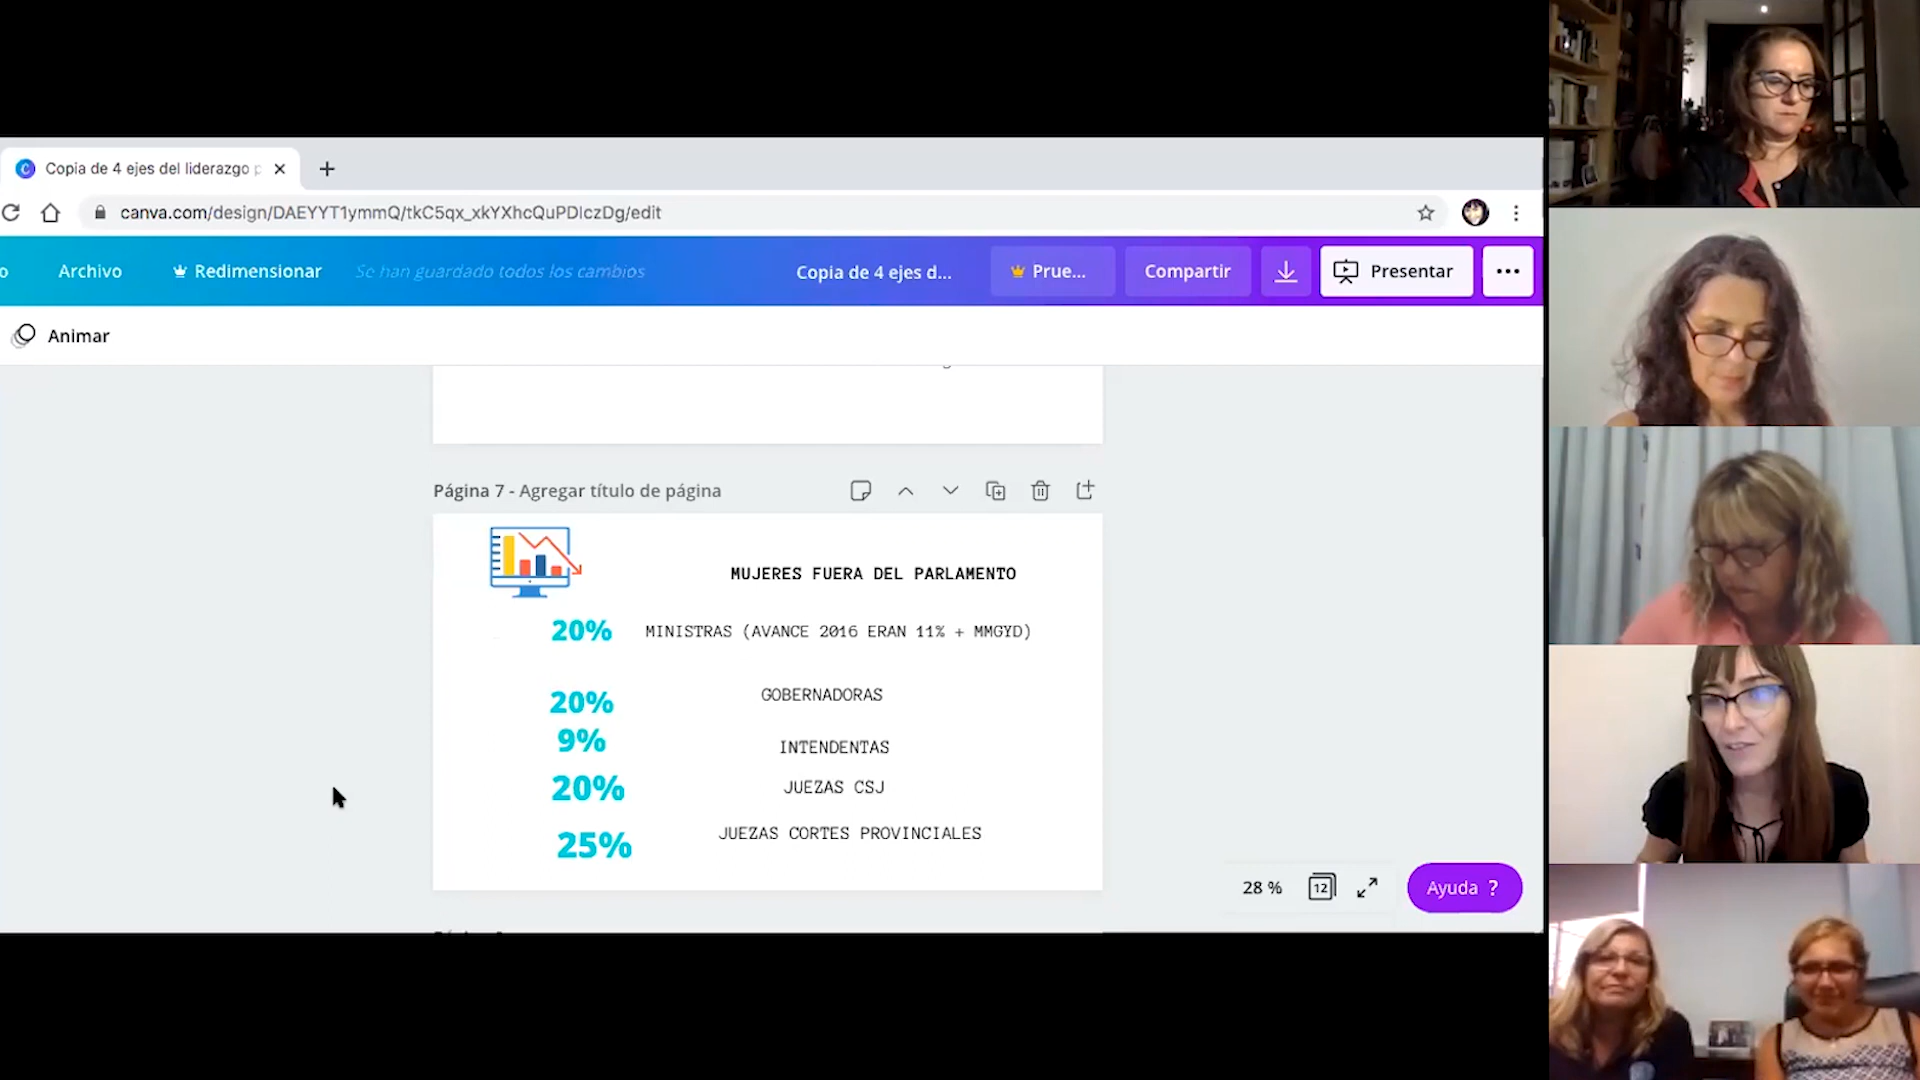 Copia de 4 ejes del liderazgo p
canva.com/design/DAEYYT1ymmQ/tkC5qx_xkYXhcQuPDIczDg/edit
o Archivo Redimensionar Se han guardado todos los cambios Copia de 4 ejes d... Prue... Compartir Presentar
Animar
Página 7 - Agregar título de página
MUJERES FUERA DEL PARLAMENTO
20% MINISTRAS (AVANCE 2016 ERAN 11% + MMGYD)
20% GOBERNADORAS
9% INTENDENTAS
20% JUEZAS CSJ
25% JUEZAS CORTES PROVINCIALES
28 % 12 Ayuda ?